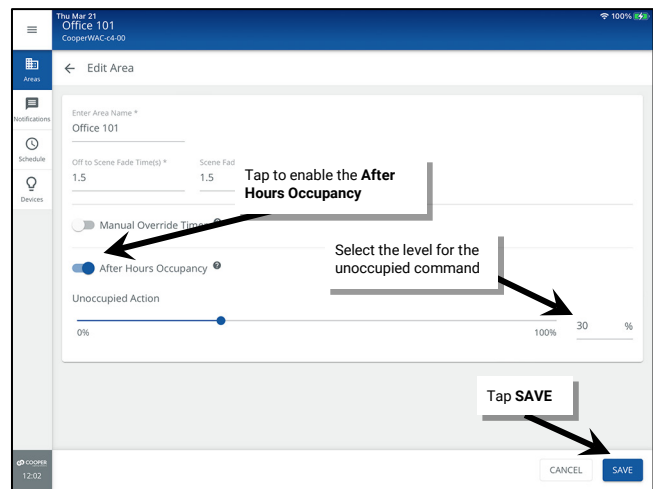 Thu Mar 21
100%
Office 101
CooperWAC-c4-00
Areas
Edit Area
Notifications
Schedule
Devices
Enter Area Name *
Office 101
Off to Scene Fade Time(s) *
Scene Fad
1.5
1.5
Tap to enable the After
Hours Occupancy
Manual Override
After Hours Occupancy
Select the level for the
unoccupied command
Unoccupied Action
0%
100%
30
%
Tap SAVE
COOPER
12:02
CANCEL
SAVE